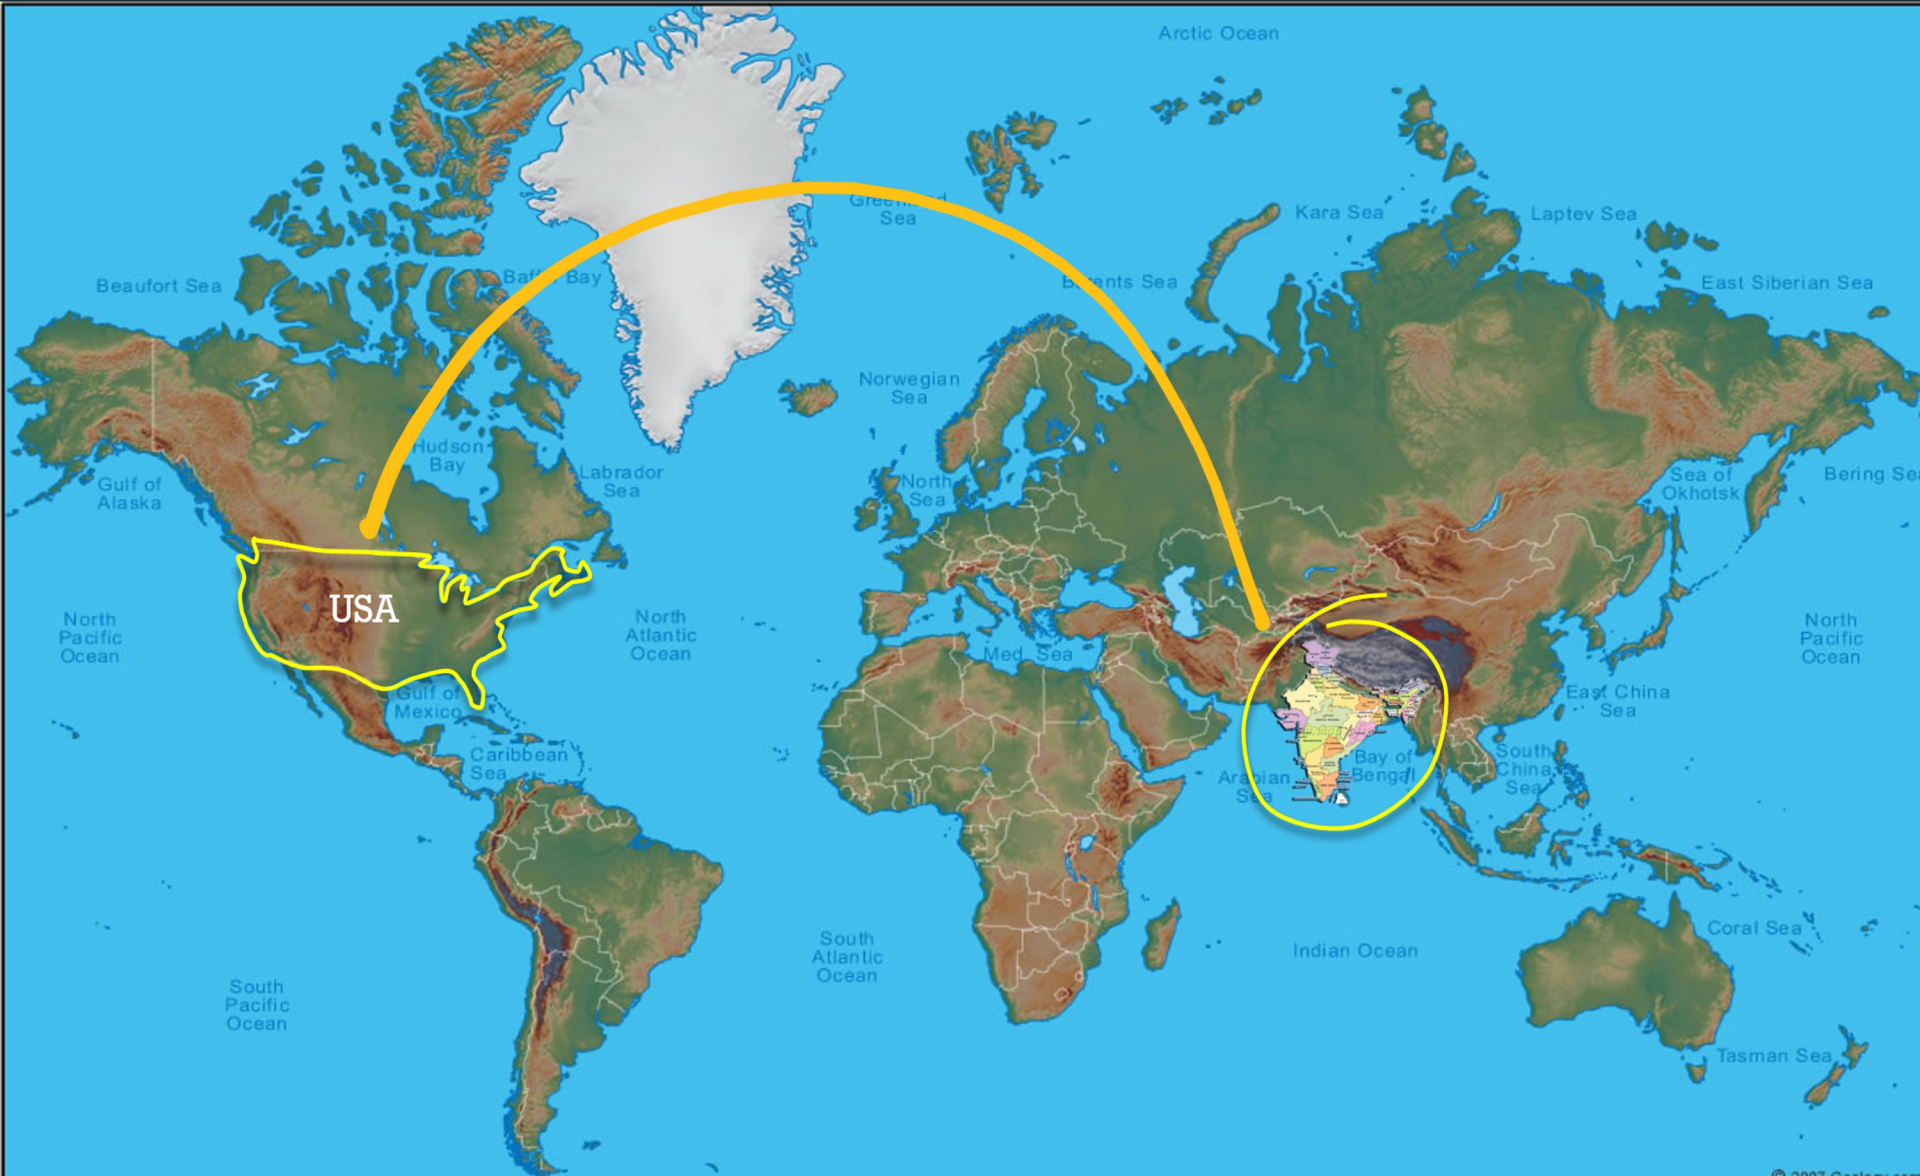 Arctic Ocean
Greenland
Sea
Kara Sea
Laptev Sea
Beaufort Sea
Baffin Bay
Barents Sea
East Siberian Sea
Norwegian
Sea
Hudson
Bay
Labrador
Sea
Gulf of
Alaska
North
Sea
Sea of
Okhotsk
Bering Sea
USA
North
Pacific
Ocean
North
Atlantic
Ocean
Med. Sea
North
Pacific
Ocean
Gulf of
Mexico
East China
Sea
Caribbean
Sea
Arabian
Sea
Bay of
Bengal
South
China
Sea
South
Atlantic
Ocean
Indian Ocean
Coral Sea
South
Pacific
Ocean
Tasman Sea